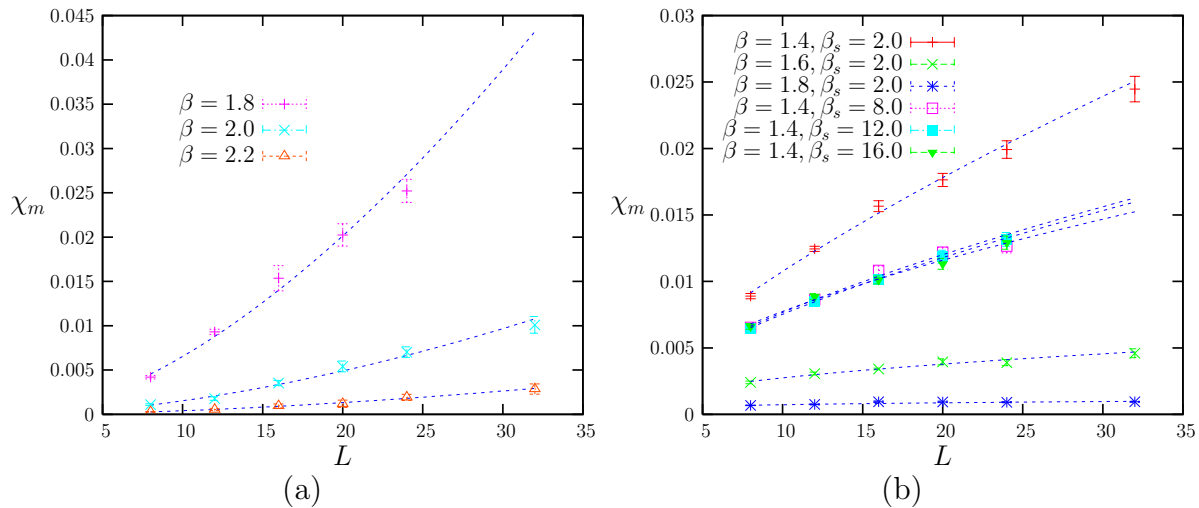 0.045
0.04
0.035
0.03
0.025
0.02
0.015
0.01
0.005
0
χₘ
β = 1.8
β = 2.0
β = 2.2
5 10 15 20 25 30 35
L
(a)
0.03
0.025
0.02
0.015
0.01
0.005
0
χₘ
β = 1.4, βₛ = 2.0
β = 1.6, βₛ = 2.0
β = 1.8, βₛ = 2.0
β = 1.4, βₛ = 8.0
β = 1.4, βₛ = 12.0
β = 1.4, βₛ = 16.0
5 10 15 20 25 30 35
L
(b)